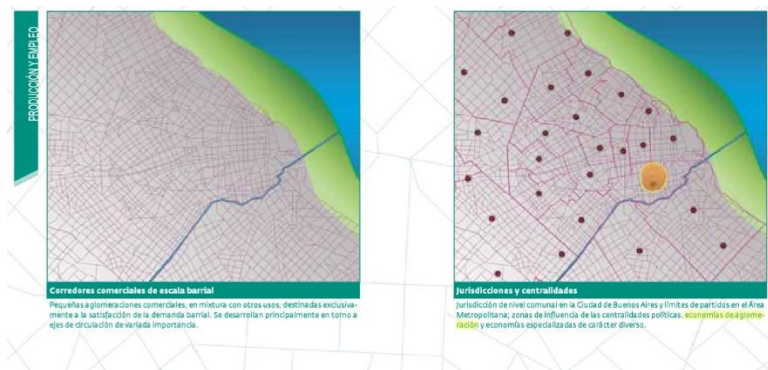 PRODUCCIÓN Y EMPLEO
Corredores comerciales de escala barrial
Pequeñas aglomeraciones comerciales, en mixtura con otros usos, destinadas exclusiva-
mente a la satisfacción de la demanda barrial. Se desarrollan principalmente en torno a
ejes de circulación de variada importancia.
Jurisdicciones y centralidades
Jurisdicción de nivel comunal en la Ciudad de Buenos Aires y límites de partidos en el Área
Metropolitana; zonas de influencia de las centralidades políticas, economías de aglome-
ración y economías especializadas de carácter diverso.